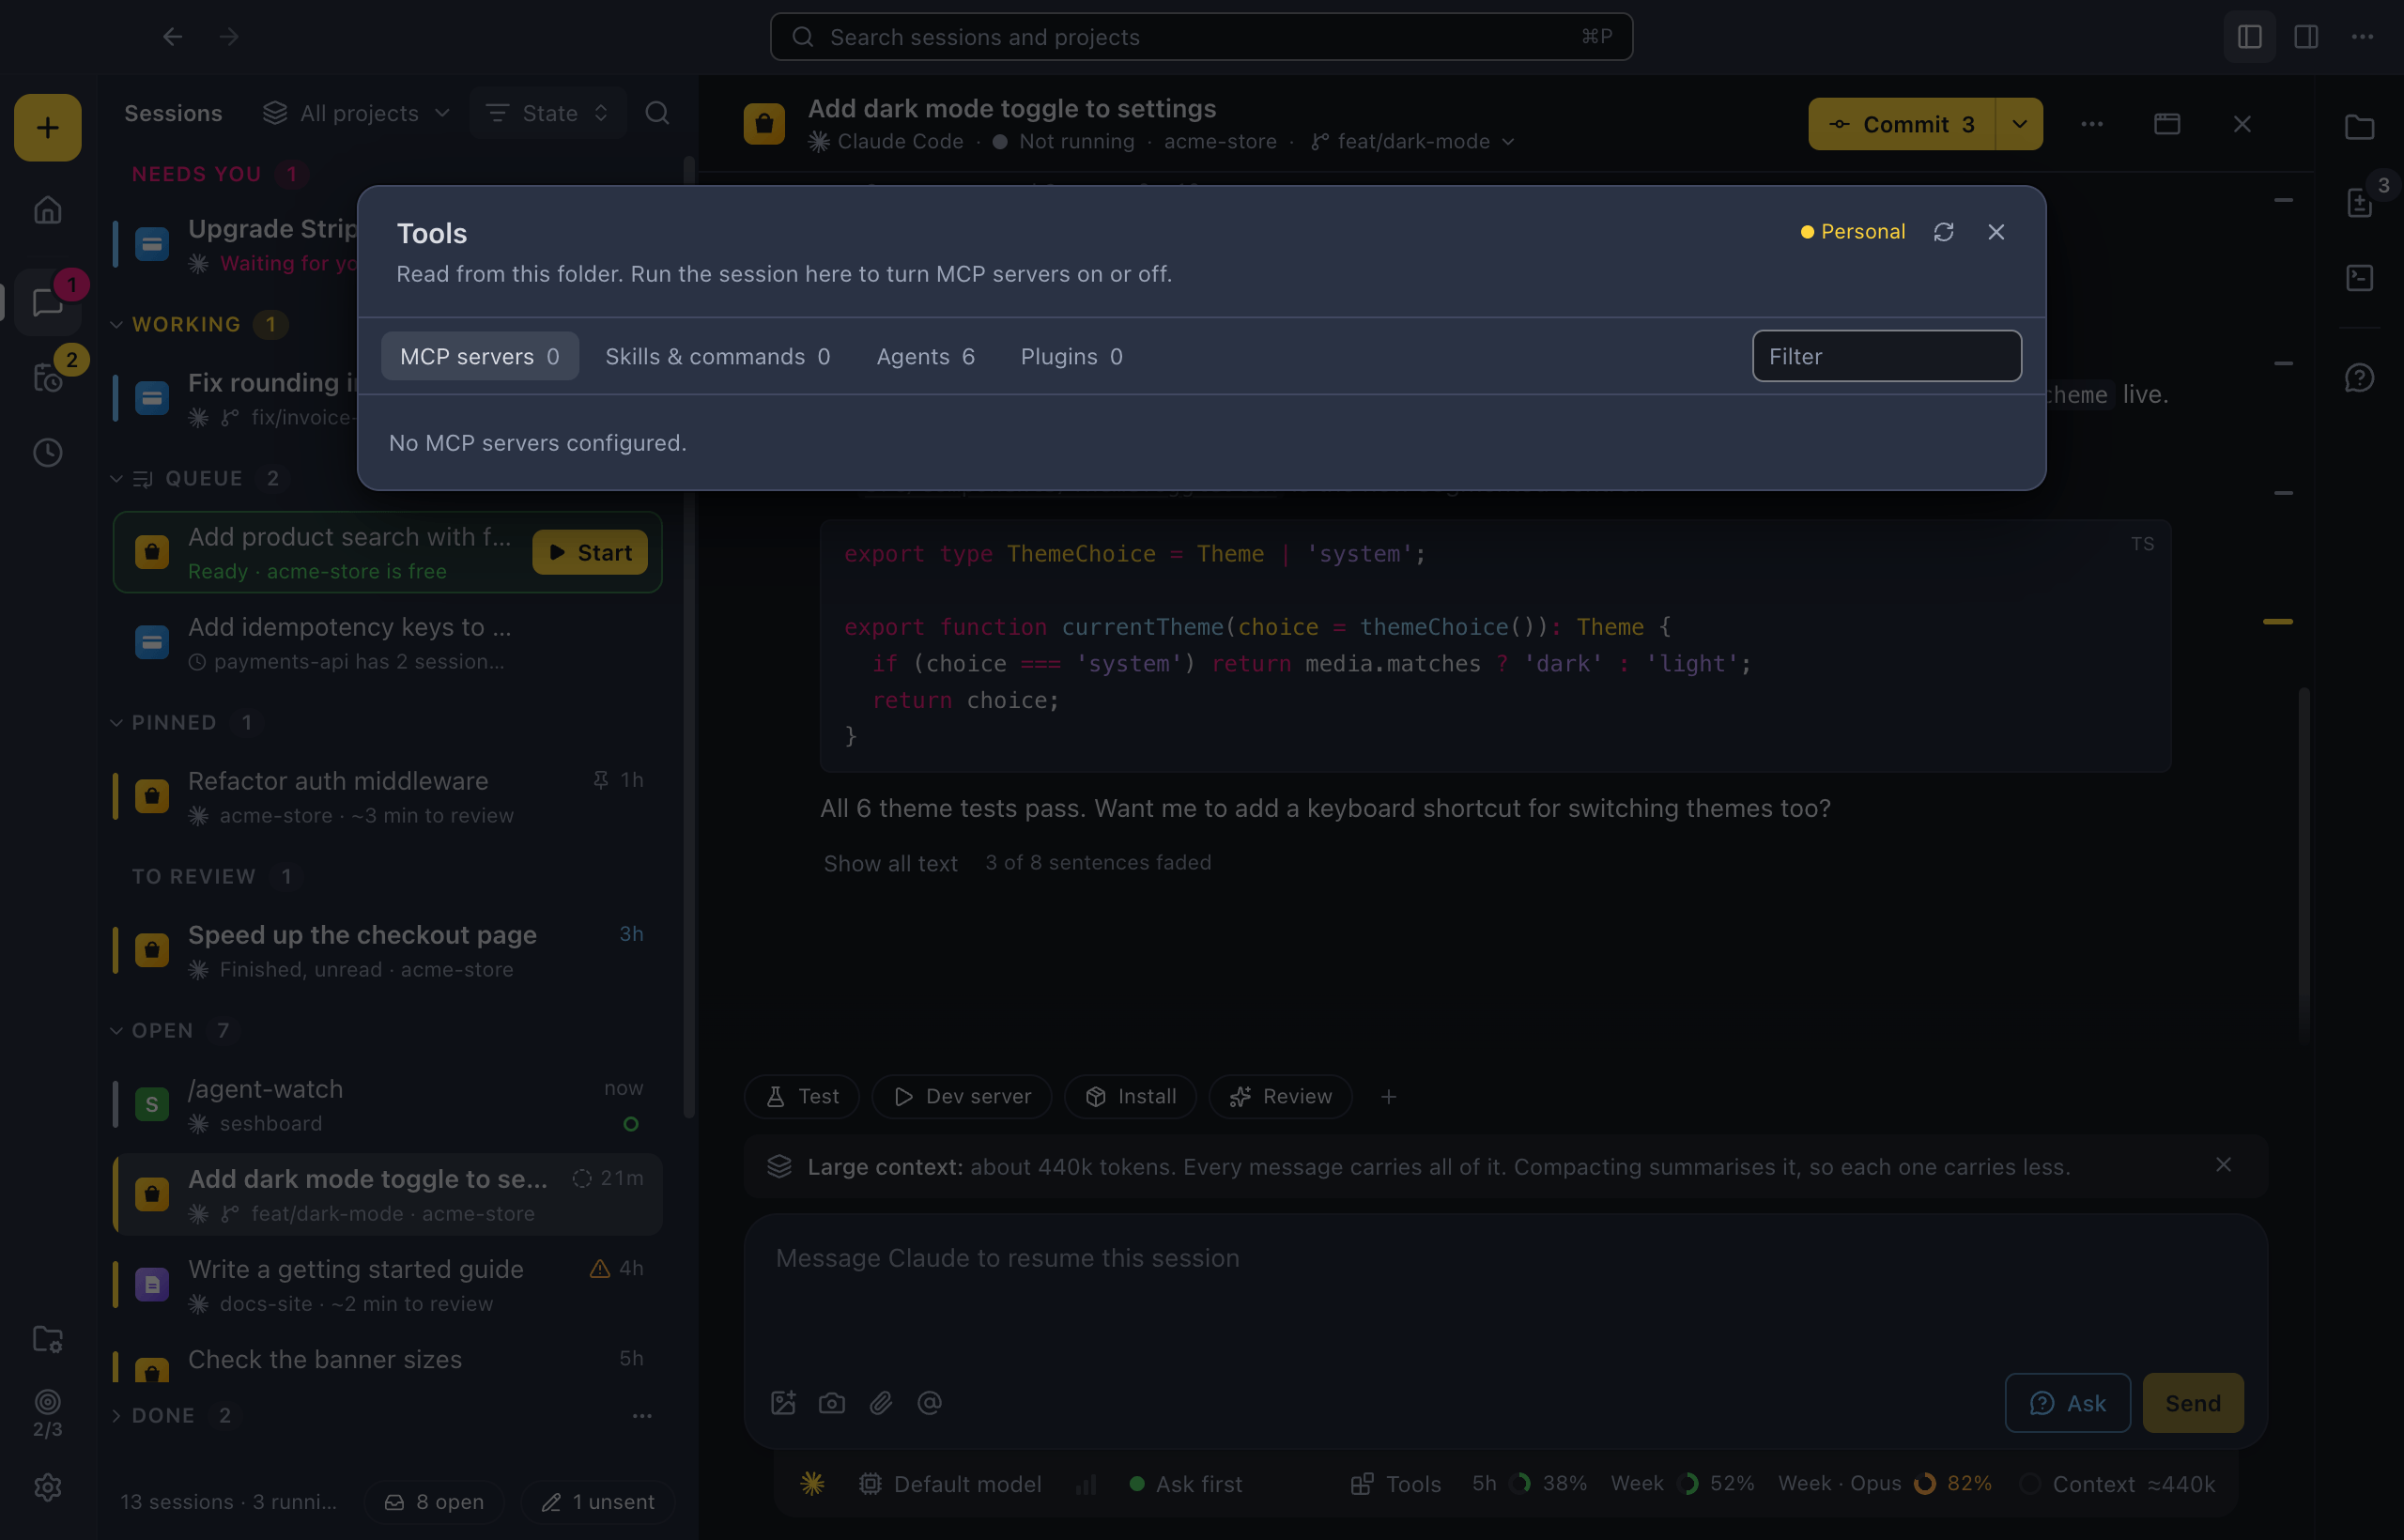 Search sessions and projects ⌘P
Sessions All projects State
NEEDS YOU 1
Upgrade Strip
Waiting for yo
WORKING 1
Fix rounding i
fix/invoice-
QUEUE 2
Add product search with f...
Ready · acme-store is free
Start
Add idempotency keys to ...
payments-api has 2 session...
PINNED 1
Refactor auth middleware 1h
acme-store · ~3 min to review
TO REVIEW 1
Speed up the checkout page 3h
Finished, unread · acme-store
OPEN 7
S
/agent-watch now
seshboard
Add dark mode toggle to se... 21m
feat/dark-mode · acme-store
Write a getting started guide 4h
docs-site · ~2 min to review
Check the banner sizes 5h
DONE 2
13 sessions · 3 runni... 8 open 1 unsent
1
2
2/3
Add dark mode toggle to settings
Claude Code · Not running · acme-store · feat/dark-mode
Commit 3
3
Tools
Personal
Read from this folder. Run the session here to turn MCP servers on or off.
MCP servers 0 Skills & commands 0 Agents 6 Plugins 0
Filter
No MCP servers configured.
live.
TS
export type ThemeChoice = Theme | 'system';
export function currentTheme(choice = themeChoice()): Theme {
if (choice === 'system') return media.matches ? 'dark' : 'light';
return choice;
}
All 6 theme tests pass. Want me to add a keyboard shortcut for switching themes too?
Show all text 3 of 8 sentences faded
Test Dev server Install Review
Large context: about 440k tokens. Every message carries all of it. Compacting summarises it, so each one carries less.
Message Claude to resume this session
Ask Send
Default model Ask first Tools 5h 38% Week 52% Week · Opus 82% Context ≈440k